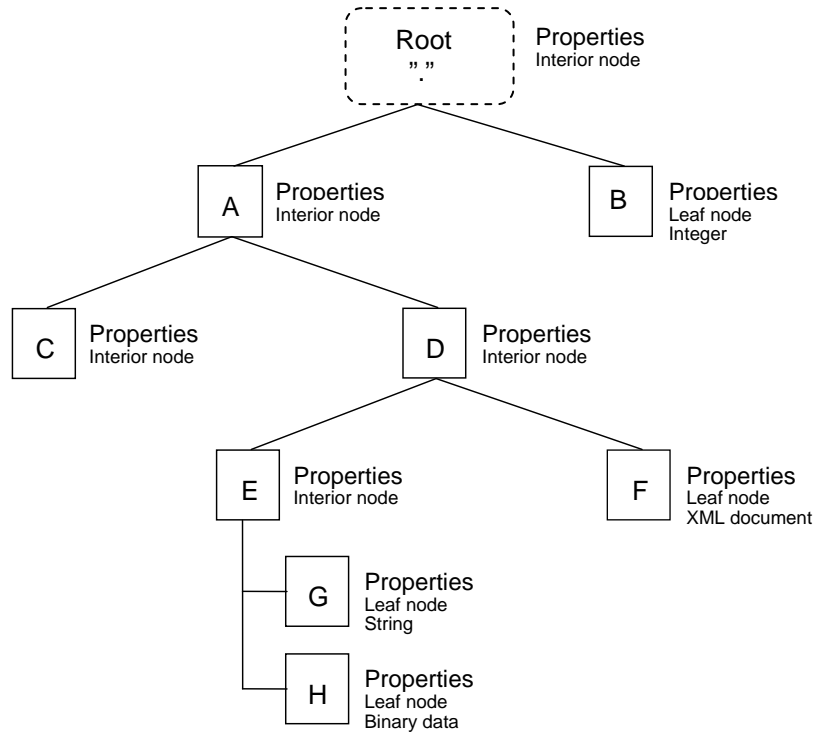 Root
"."
Properties
Interior node
A
Properties
Interior node
B
Properties
Leaf node
Integer
C
Properties
Interior node
D
Properties
Interior node
E
Properties
Interior node
F
Properties
Leaf node
XML document
G
Properties
Leaf node
String
H
Properties
Leaf node
Binary data